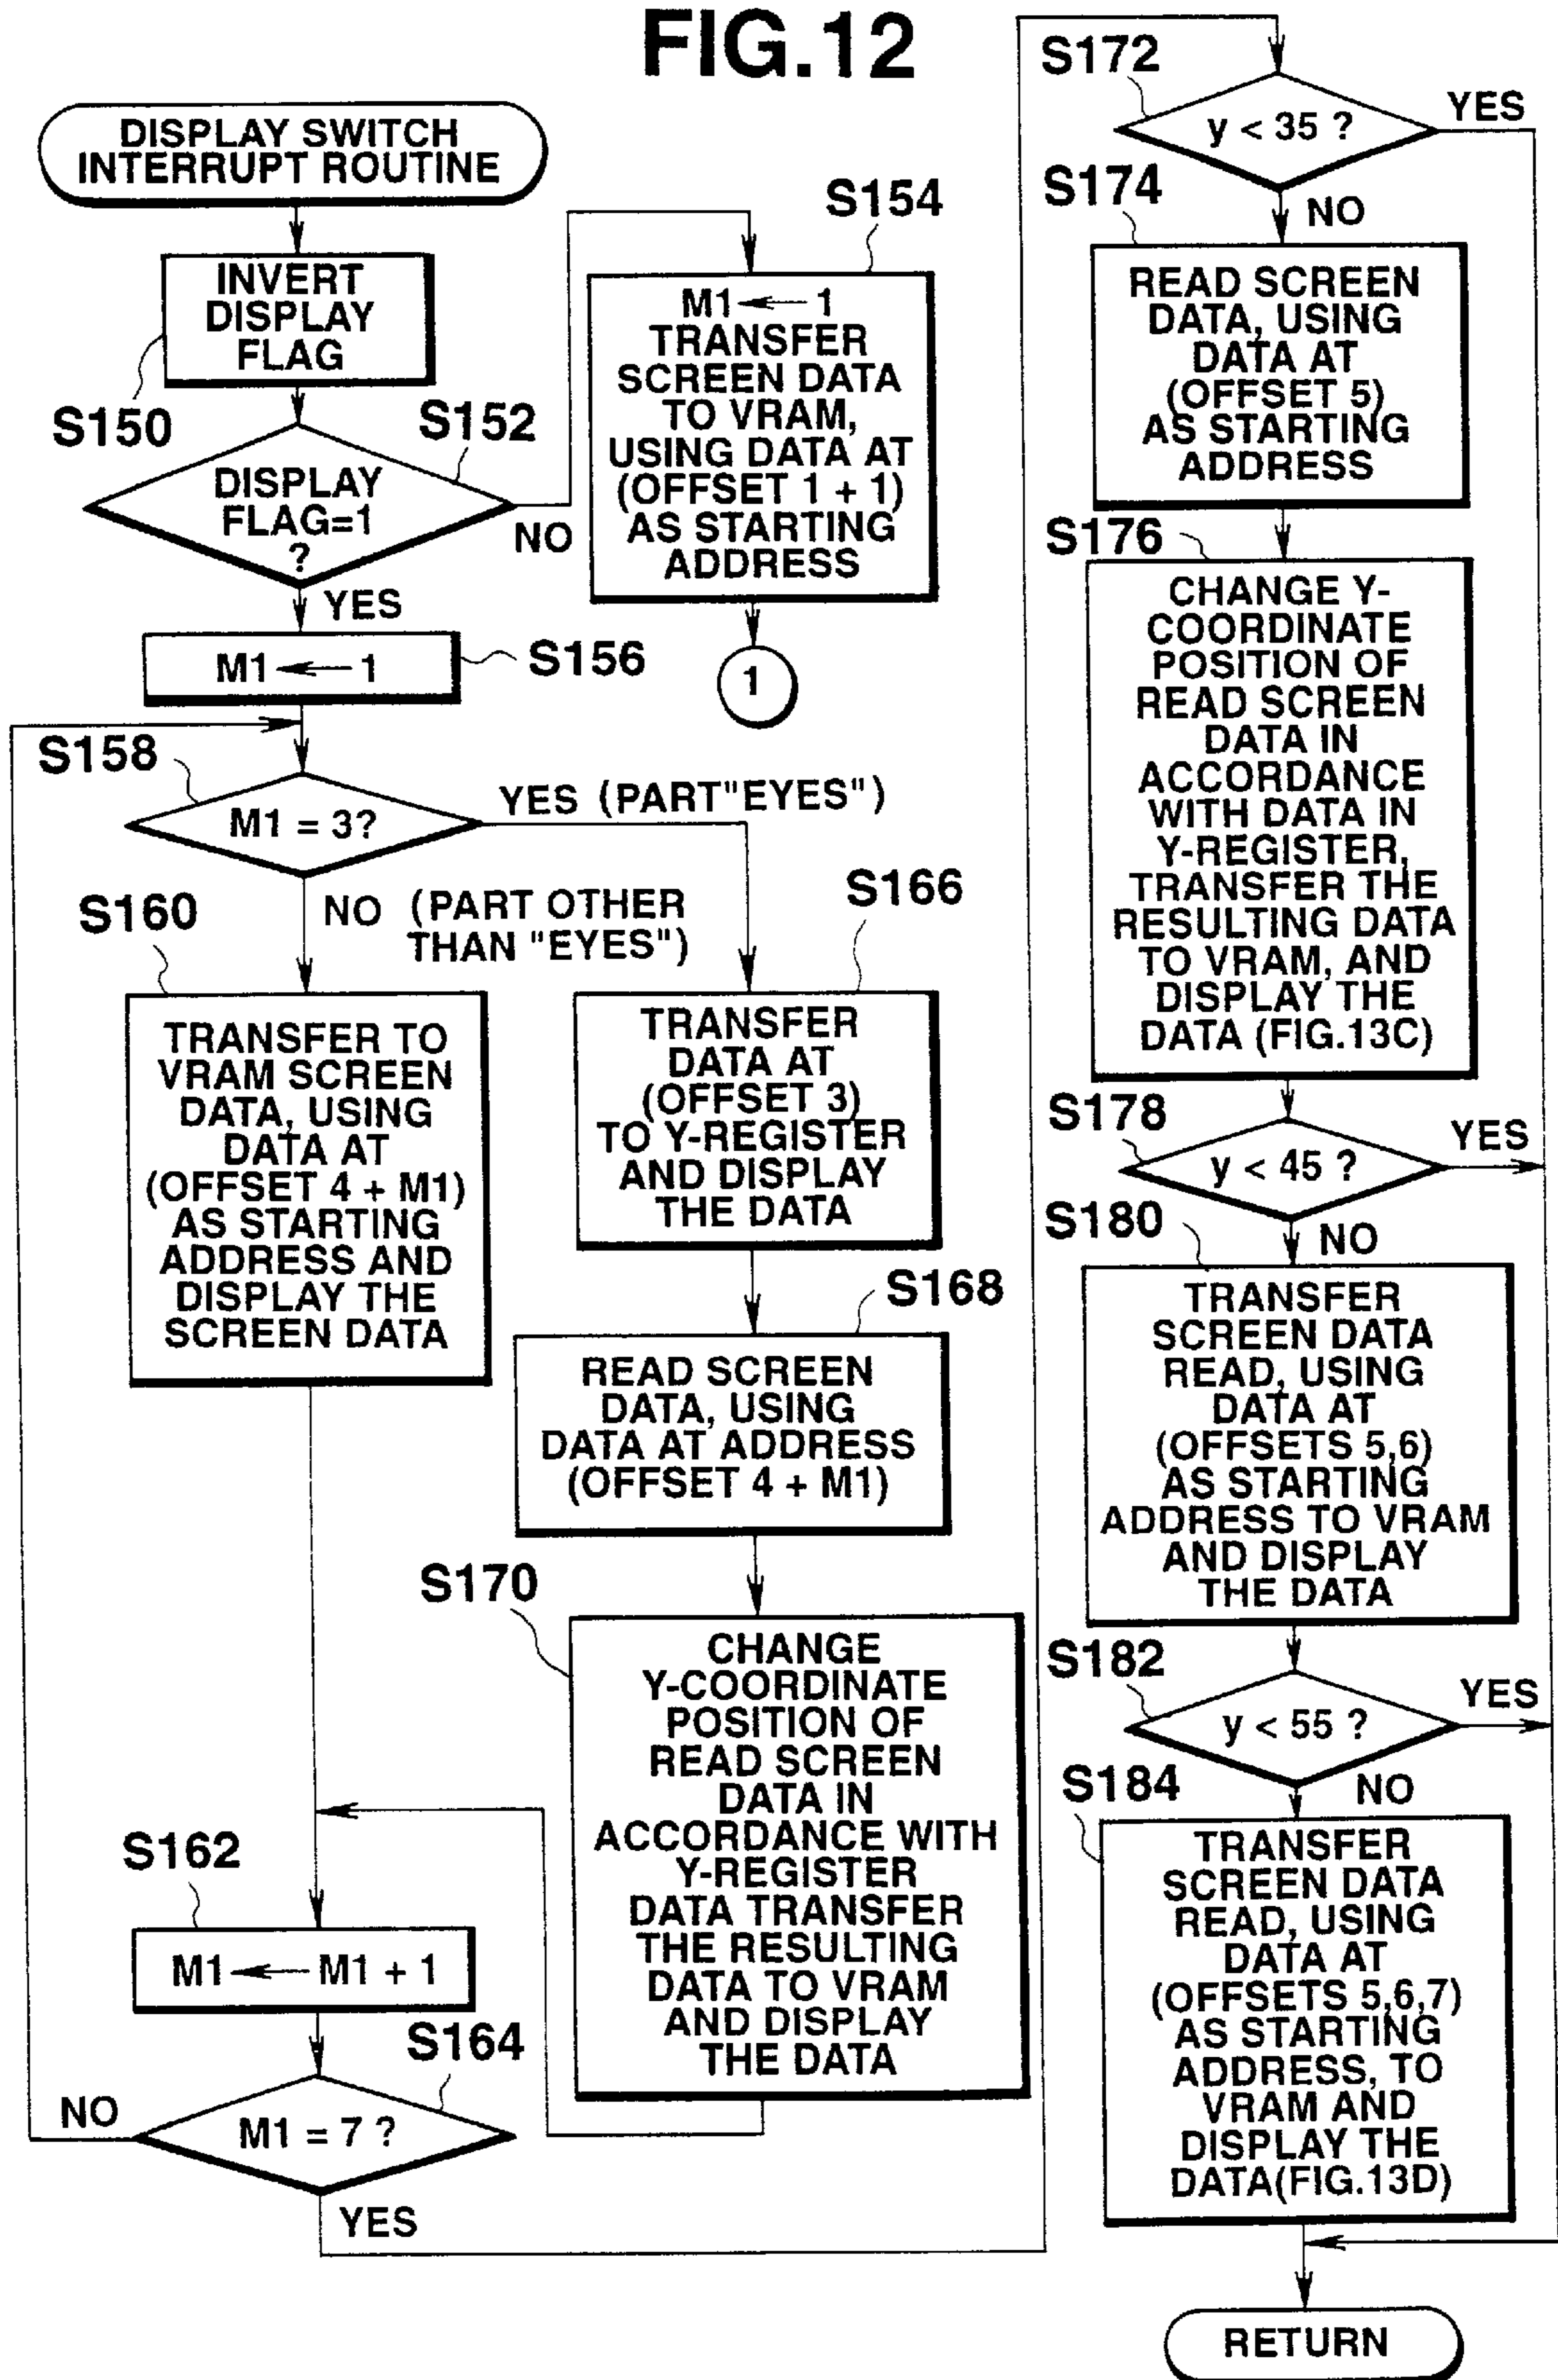 FIG.12
DISPLAY SWITCH
INTERRUPT ROUTINE
INVERT
DISPLAY
FLAG
S150
S152
DISPLAY
FLAG=1
?
NO
YES
S154
M1 ← 1
TRANSFER
SCREEN DATA
TO VRAM,
USING DATA AT
(OFFSET 1 + 1)
AS STARTING
ADDRESS
1
M1 ← 1
S156
S158
M1 = 3?
YES (PART"EYES")
NO (PART OTHER
THAN "EYES")
S160
TRANSFER TO
VRAM SCREEN
DATA, USING
DATA AT
(OFFSET 4 + M1)
AS STARTING
ADDRESS AND
DISPLAY THE
SCREEN DATA
S166
TRANSFER
DATA AT
(OFFSET 3)
TO Y-REGISTER
AND DISPLAY
THE DATA
S168
READ SCREEN
DATA, USING
DATA AT ADDRESS
(OFFSET 4 + M1)
S170
CHANGE
Y-COORDINATE
POSITION OF
READ SCREEN
DATA IN
ACCORDANCE WITH
Y-REGISTER
DATA TRANSFER
THE RESULTING
DATA TO VRAM
AND DISPLAY
THE DATA
S162
M1 ← M1 + 1
S164
M1 = 7 ?
NO
YES
S172
y < 35 ?
YES
NO
S174
READ SCREEN
DATA, USING
DATA AT
(OFFSET 5)
AS STARTING
ADDRESS
S176
CHANGE Y-
COORDINATE
POSITION OF
READ SCREEN
DATA IN
ACCORDANCE
WITH DATA IN
Y-REGISTER,
TRANSFER THE
RESULTING DATA
TO VRAM, AND
DISPLAY THE
DATA (FIG.13C)
S178
y < 45 ?
YES
NO
S180
TRANSFER
SCREEN DATA
READ, USING
DATA AT
(OFFSETS 5,6)
AS STARTING
ADDRESS TO VRAM
AND DISPLAY
THE DATA
S182
y < 55 ?
YES
NO
S184
TRANSFER
SCREEN DATA
READ, USING
DATA AT
(OFFSETS 5,6,7)
AS STARTING
ADDRESS, TO
VRAM AND
DISPLAY THE
DATA(FIG.13D)
RETURN